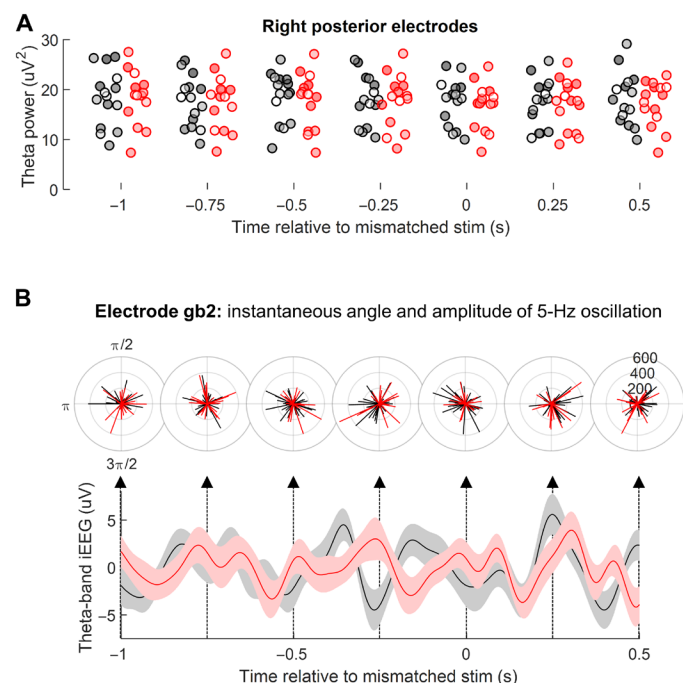 A
Right posterior electrodes
Theta power (uV2)
30
20
10
0
−1
−0.75
−0.5
−0.25
0
0.25
0.5
Time relative to mismatched stim (s)
B
Electrode gb2: instantaneous angle and amplitude of 5-Hz oscillation
π/2
π
3π/2
600
400
200
Theta-band iEEG (uV)
5
0
−5
−1
−0.5
0
0.5
Time relative to mismatched stim (s)